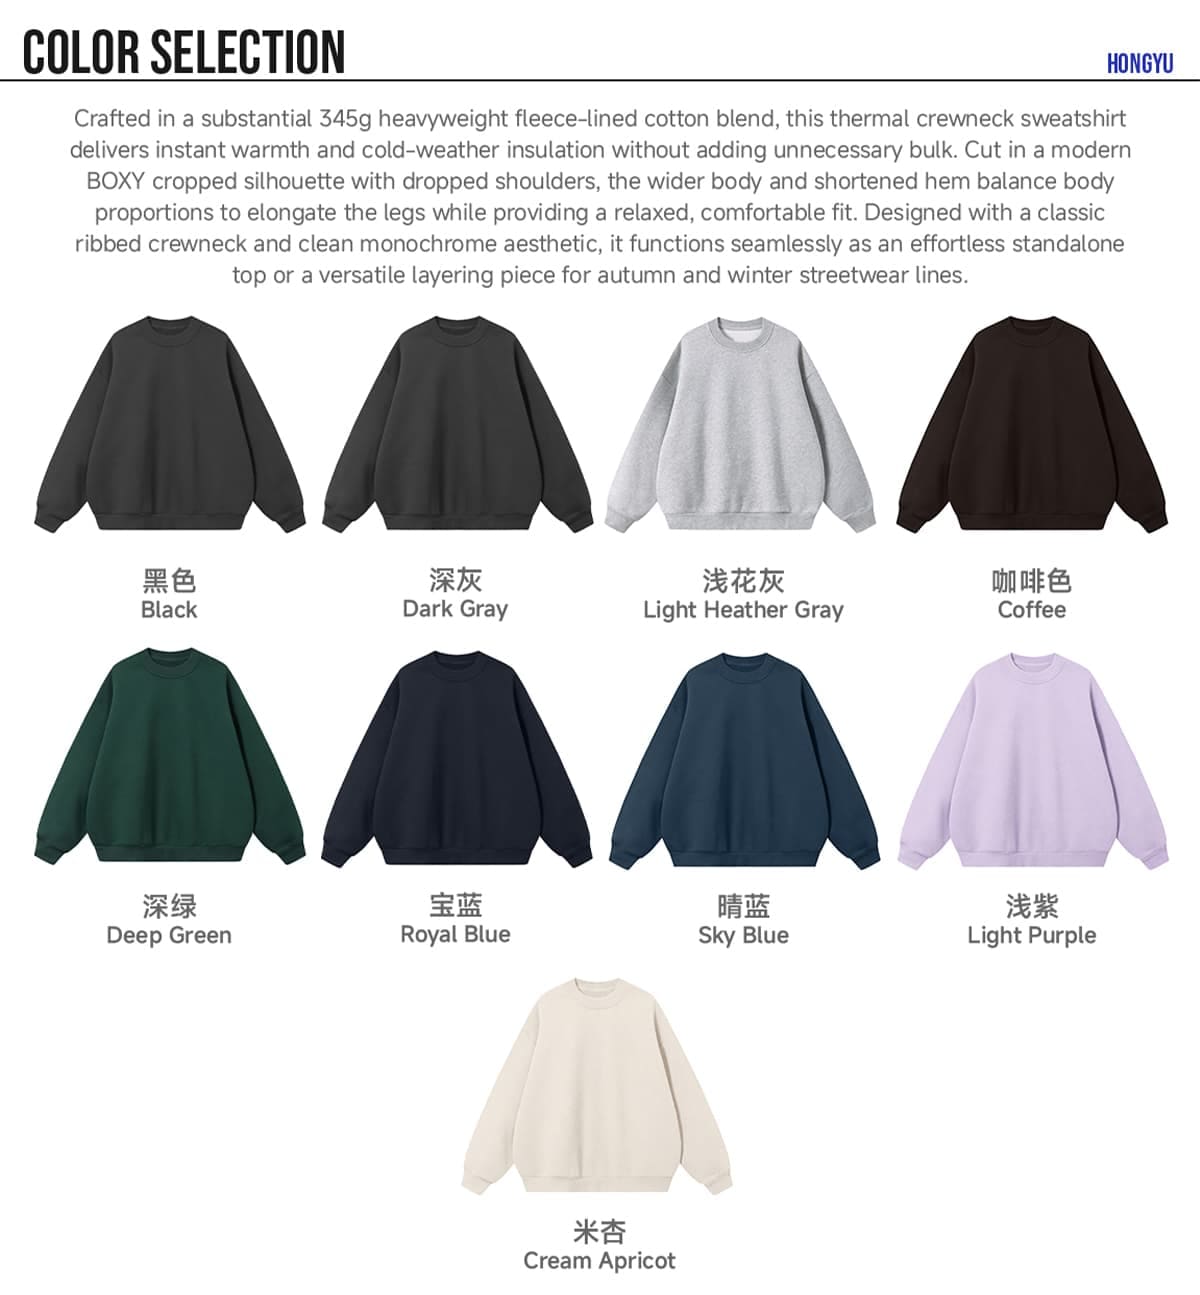 COLOR SELECTION
HONGYU
Crafted in a substantial 345g heavyweight fleece-lined cotton blend, this thermal crewneck sweatshirt
delivers instant warmth and cold-weather insulation without adding unnecessary bulk. Cut in a modern
BOXY cropped silhouette with dropped shoulders, the wider body and shortened hem balance body
proportions to elongate the legs while providing a relaxed, comfortable fit. Designed with a classic
ribbed crewneck and clean monochrome aesthetic, it functions seamlessly as an effortless standalone
top or a versatile layering piece for autumn and winter streetwear lines.
黑色
Black
深灰
Dark Gray
浅花灰
Light Heather Gray
咖啡色
Coffee
深绿
Deep Green
宝蓝
Royal Blue
晴蓝
Sky Blue
浅紫
Light Purple
米杏
Cream Apricot